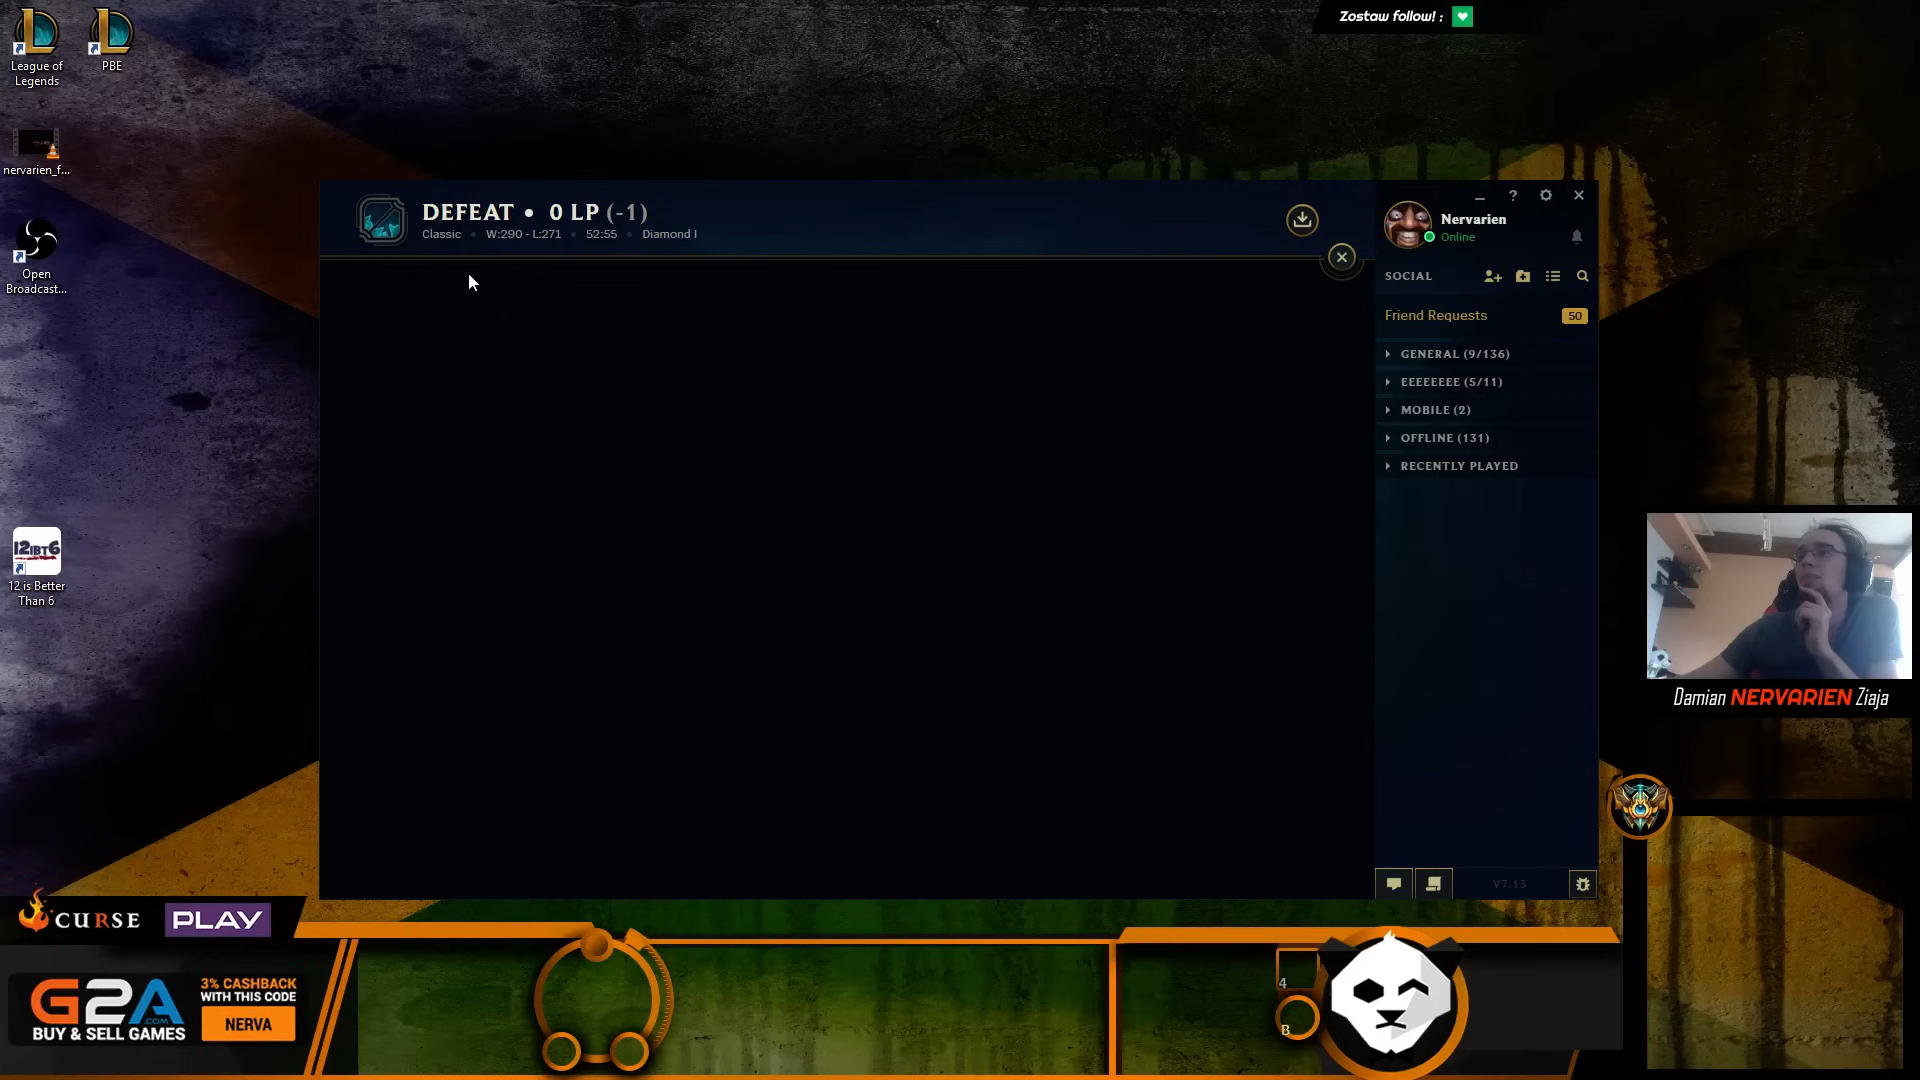 League of
Legends
PBE
nervarien_f...
Open
Broadcast...
12IBT6
12 is Better
Than 6
Zostaw follow! :
DEFEAT • 0 LP (-1)
Classic • W:290 - L:271 • 52:55 • Diamond I
Nervarien
Online
SOCIAL
Friend Requests
50
GENERAL (9/136)
EEEEEEEE (5/11)
MOBILE (2)
OFFLINE (131)
RECENTLY PLAYED
V7.13
Damian NERVARIEN Ziaja
CURSE
PLAY
G2A
.COM
BUY & SELL GAMES
3% CASHBACK
WITH THIS CODE
NERVA
4
B